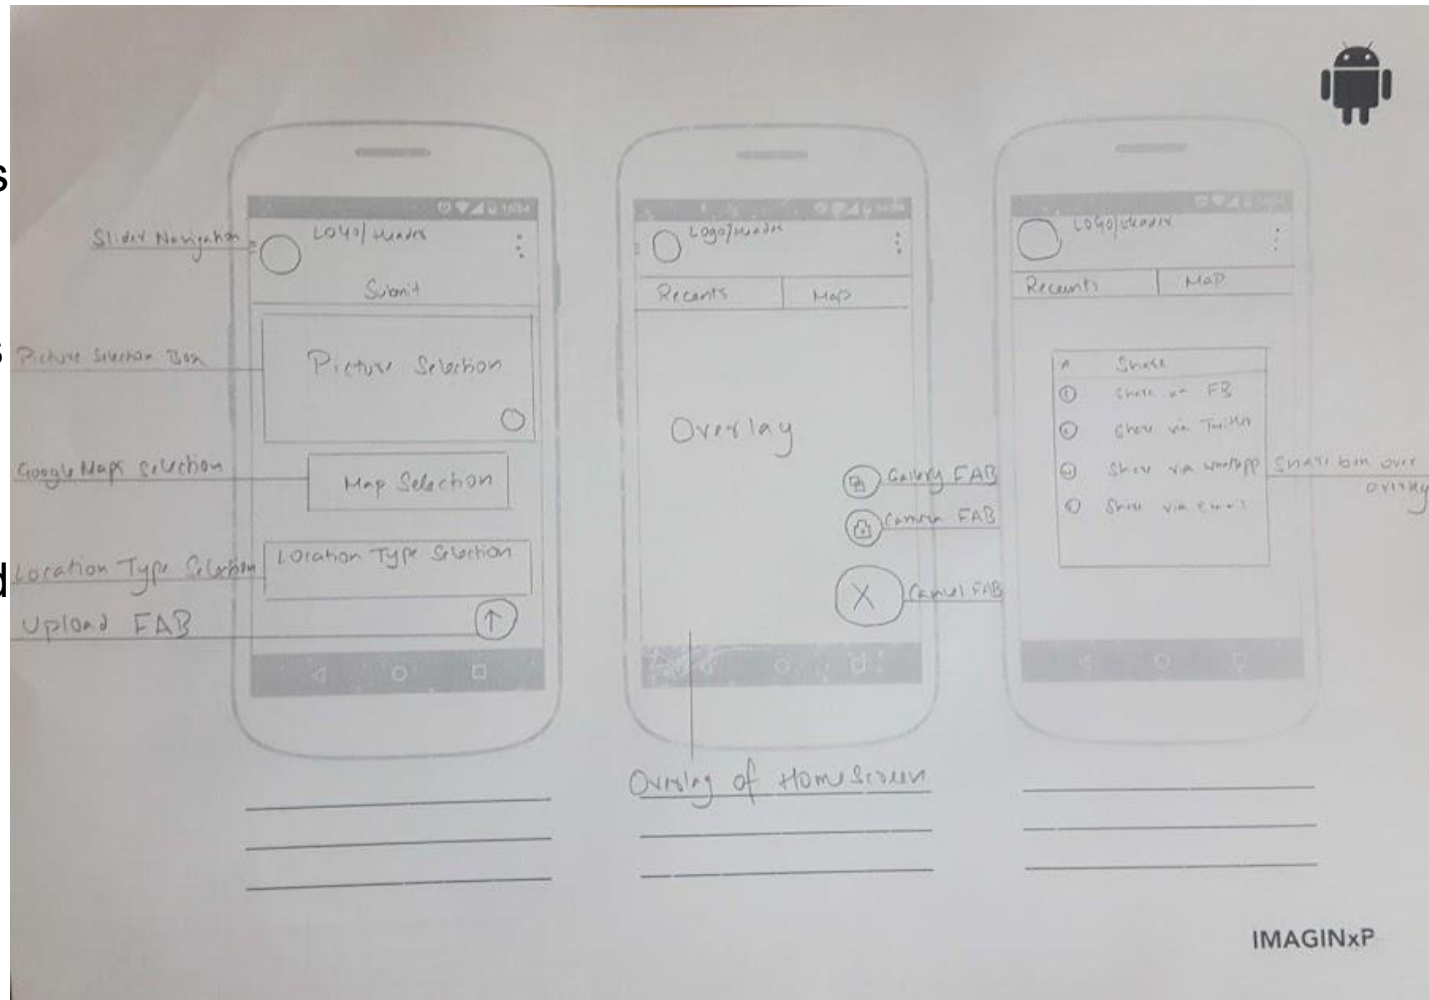 s
s
d
Slider Navigation
Logo/Header
Submit
Picture Selection Box
Picture Selection
Google Maps Selection
Map Selection
Location Type Selection
Location Type Selection
Upload FAB
Logo/Header
Recents
Map
Overlay
Gallery FAB
Camera FAB
X
Cancel FAB
Overlay of HomeScreen
Logo/Header
Recents
Map
Share
Share on FB
Share via Twitter
Share via whatsapp
Share via email
Share box over
overlay
IMAGINxP